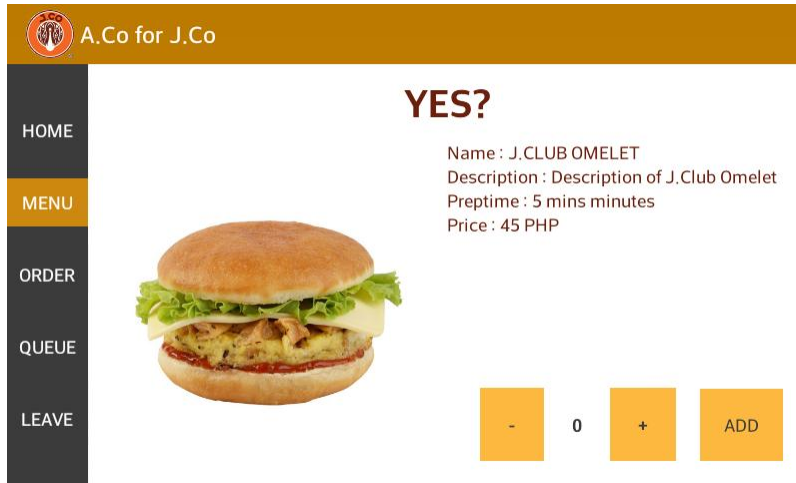 J.CO
A.Co for J.Co
HOME
MENU
ORDER
QUEUE
LEAVE
YES?
Name : J.CLUB OMELET
Description : Description of J.Club Omelet
Preptime : 5 mins minutes
Price : 45 PHP
- 0 + ADD